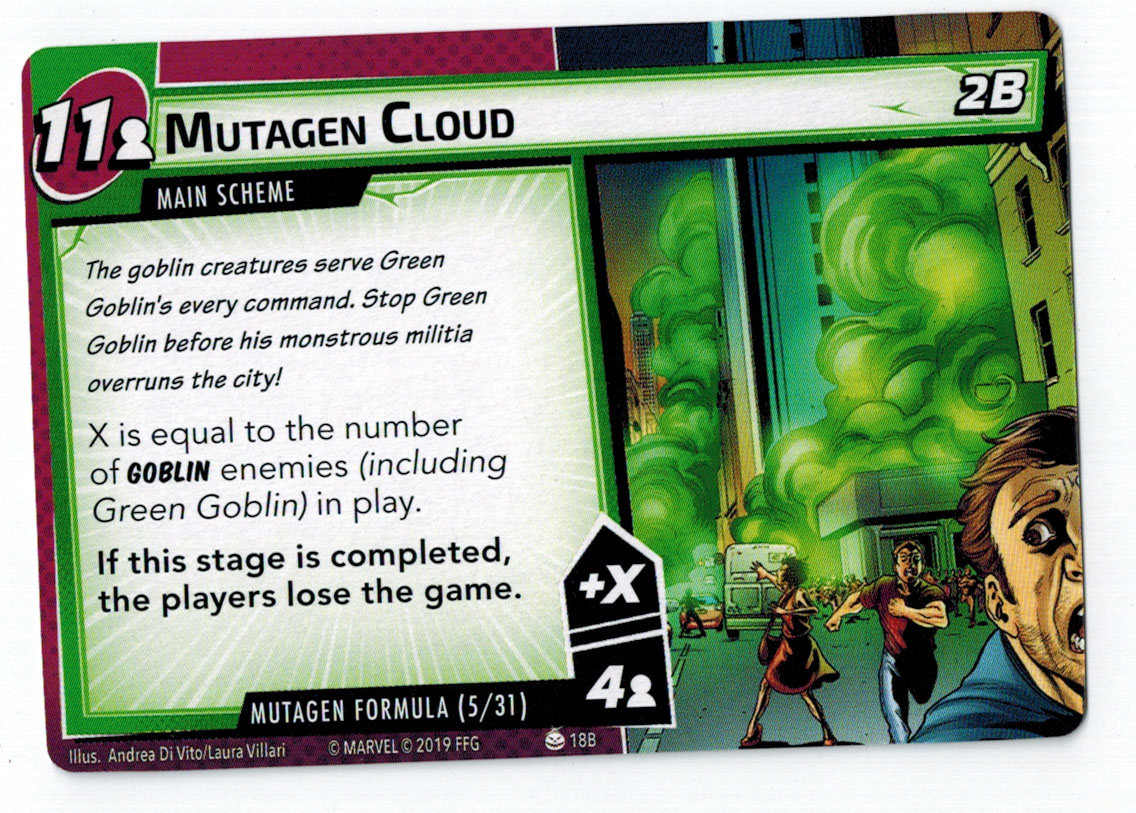 11
MUTAGEN CLOUD
2B
MAIN SCHEME
The goblin creatures serve Green
Goblin's every command. Stop Green
Goblin before his monstrous militia
overruns the city!
X is equal to the number
of GOBLIN enemies (including
Green Goblin) in play.
If this stage is completed,
the players lose the game.
+X
4
MUTAGEN FORMULA (5/31)
Illus. Andrea Di Vito/Laura Villari © MARVEL © 2019 FFG 18B